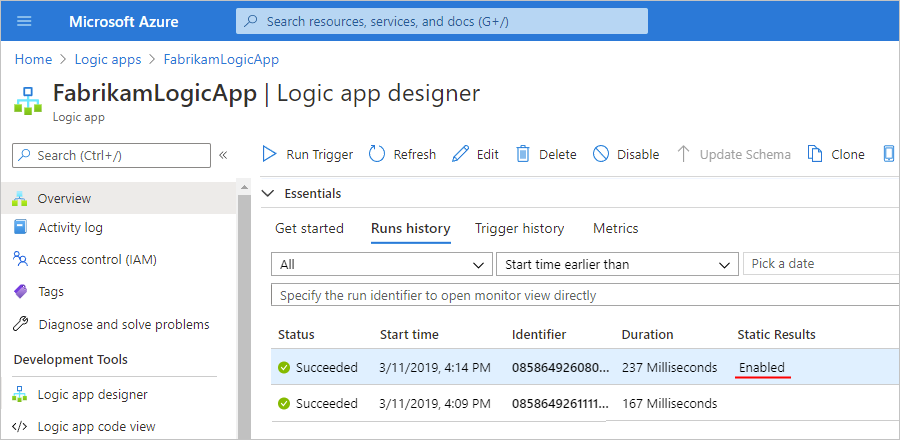 Microsoft Azure
Search resources, services, and docs (G+/)
Home > Logic apps > FabrikamLogicApp
FabrikamLogicApp | Logic app designer
Logic app
Search (Ctrl+/)
«
Run Trigger Refresh Edit Delete Disable Update Schema Clone
Overview
Activity log
Access control (IAM)
Tags
Diagnose and solve problems
Development Tools
Logic app designer
</> Logic app code view
Essentials
Get started Runs history Trigger history Metrics
All Start time earlier than Pick a date
Specify the run identifier to open monitor view directly
Status Start time Identifier Duration Static Results
Succeeded 3/11/2019, 4:14 PM 085864926080... 237 Milliseconds Enabled
Succeeded 3/11/2019, 4:09 PM 0858649261111... 167 Milliseconds